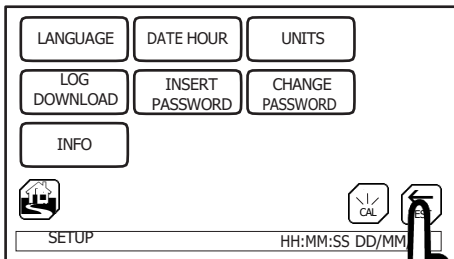 LANGUAGE
DATE HOUR
UNITS
LOG
DOWNLOAD
INSERT
PASSWORD
CHANGE
PASSWORD
INFO
CAL
SETUP
HH:MM:SS DD/MM/